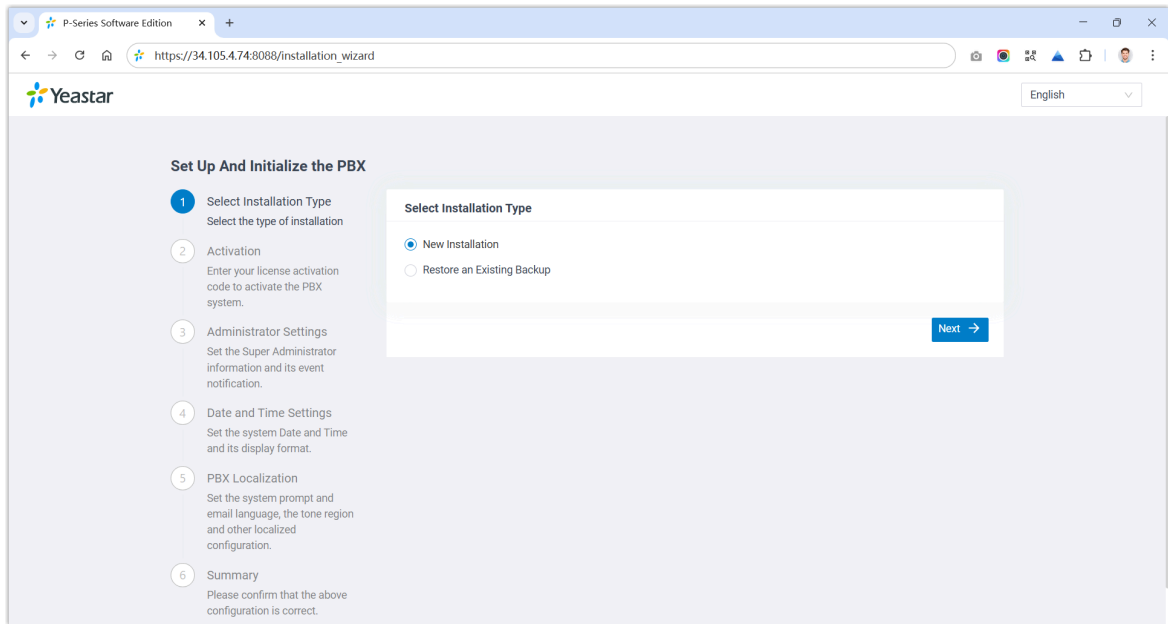 P-Series Software Edition
https://34.105.4.74:8088/installation_wizard
Yeastar
English
Set Up And Initialize the PBX
1 Select Installation Type
Select the type of installation
2 Activation
Enter your license activation
code to activate the PBX
system.
3 Administrator Settings
Set the Super Administrator
information and its event
notification.
4 Date and Time Settings
Set the system Date and Time
and its display format.
5 PBX Localization
Set the system prompt and
email language, the tone region
and other localized
configuration.
6 Summary
Please confirm that the above
configuration is correct.
Select Installation Type
New Installation
Restore an Existing Backup
Next